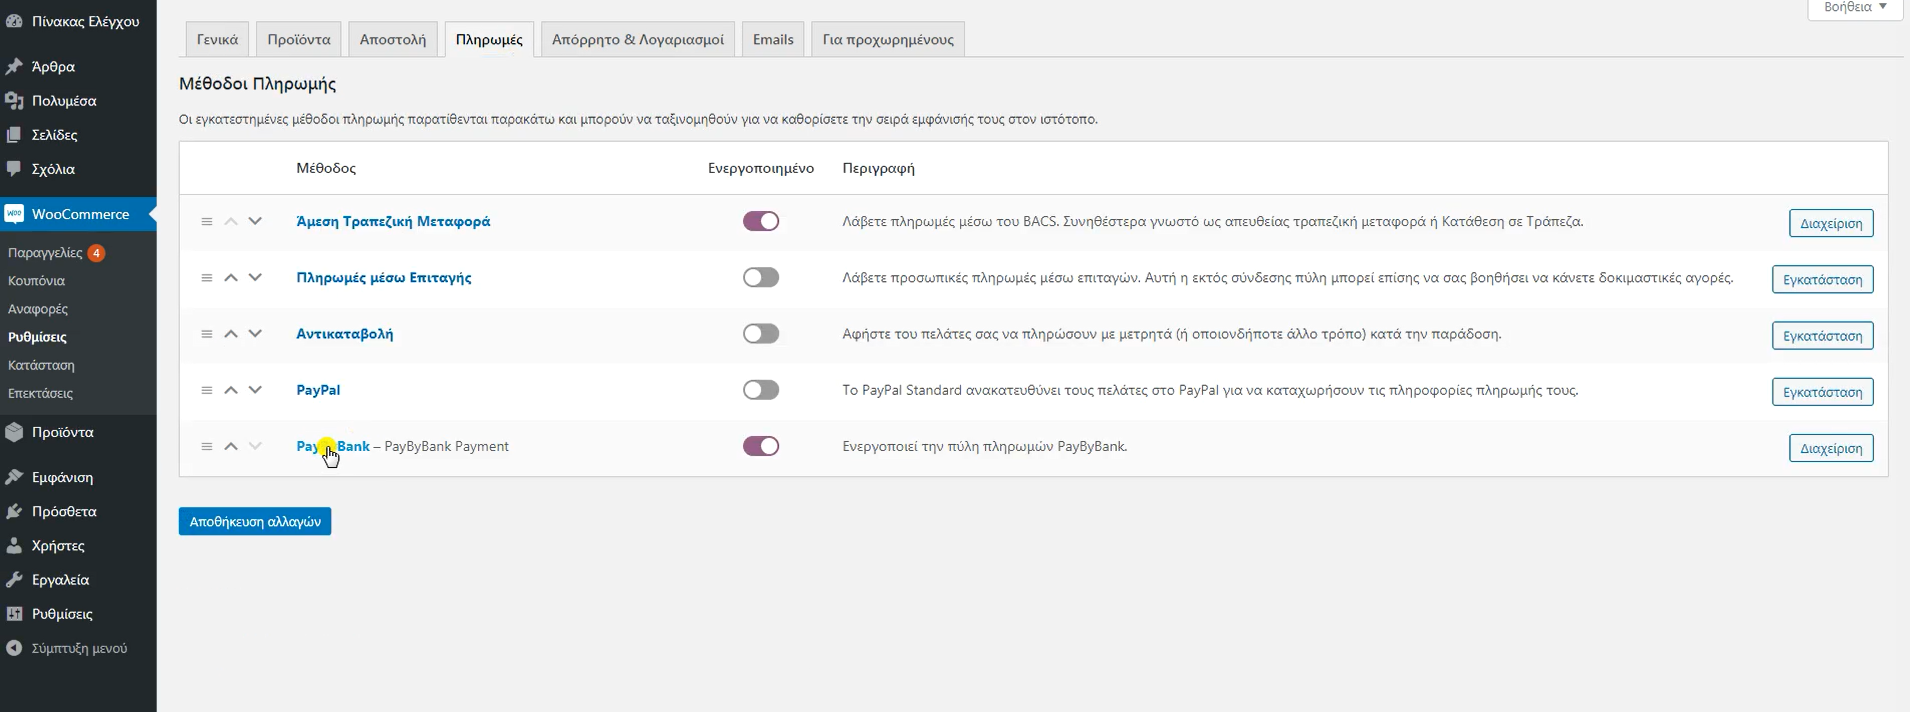 Πίνακας Ελέγχου
Άρθρα
Πολυμέσα
Σελίδες
Σχόλια
WooCommerce
Παραγγελίες 4
Κουπόνια
Αναφορές
Ρυθμίσεις
Κατάσταση
Επεκτάσεις
Προϊόντα
Εμφάνιση
Πρόσθετα
Χρήστες
Εργαλεία
Ρυθμίσεις
Σύμπτυξη μενού
Βοήθεια
Γενικά Προϊόντα Αποστολή Πληρωμές Απόρρητο & Λογαριασμοί Emails Για προχωρημένους
Μέθοδοι Πληρωμής
Οι εγκατεστημένες μέθοδοι πληρωμής παρατίθενται παρακάτω και μπορούν να ταξινομηθούν για να καθορίσετε την σειρά εμφάνισής τους στον ιστότοπο.
Μέθοδος Ενεργοποιημένο Περιγραφή
Άμεση Τραπεζική Μεταφορά Λάβετε πληρωμές μέσω του BACS. Συνηθέστερα γνωστό ως απευθείας τραπεζική μεταφορά ή Κατάθεση σε Τράπεζα. Διαχείριση
Πληρωμές μέσω Επιταγής Λάβετε προσωπικές πληρωμές μέσω επιταγών. Αυτή η εκτός σύνδεσης πύλη μπορεί επίσης να σας βοηθήσει να κάνετε δοκιμαστικές αγορές. Εγκατάσταση
Αντικαταβολή Αφήστε του πελάτες σας να πληρώσουν με μετρητά (ή οποιονδήποτε άλλο τρόπο) κατά την παράδοση. Εγκατάσταση
PayPal Το PayPal Standard ανακατευθύνει τους πελάτες στο PayPal για να καταχωρήσουν τις πληροφορίες πληρωμής τους. Εγκατάσταση
PayByBank – PayByBank Payment Ενεργοποιεί την πύλη πληρωμών PayByBank. Διαχείριση
Αποθήκευση αλλαγών